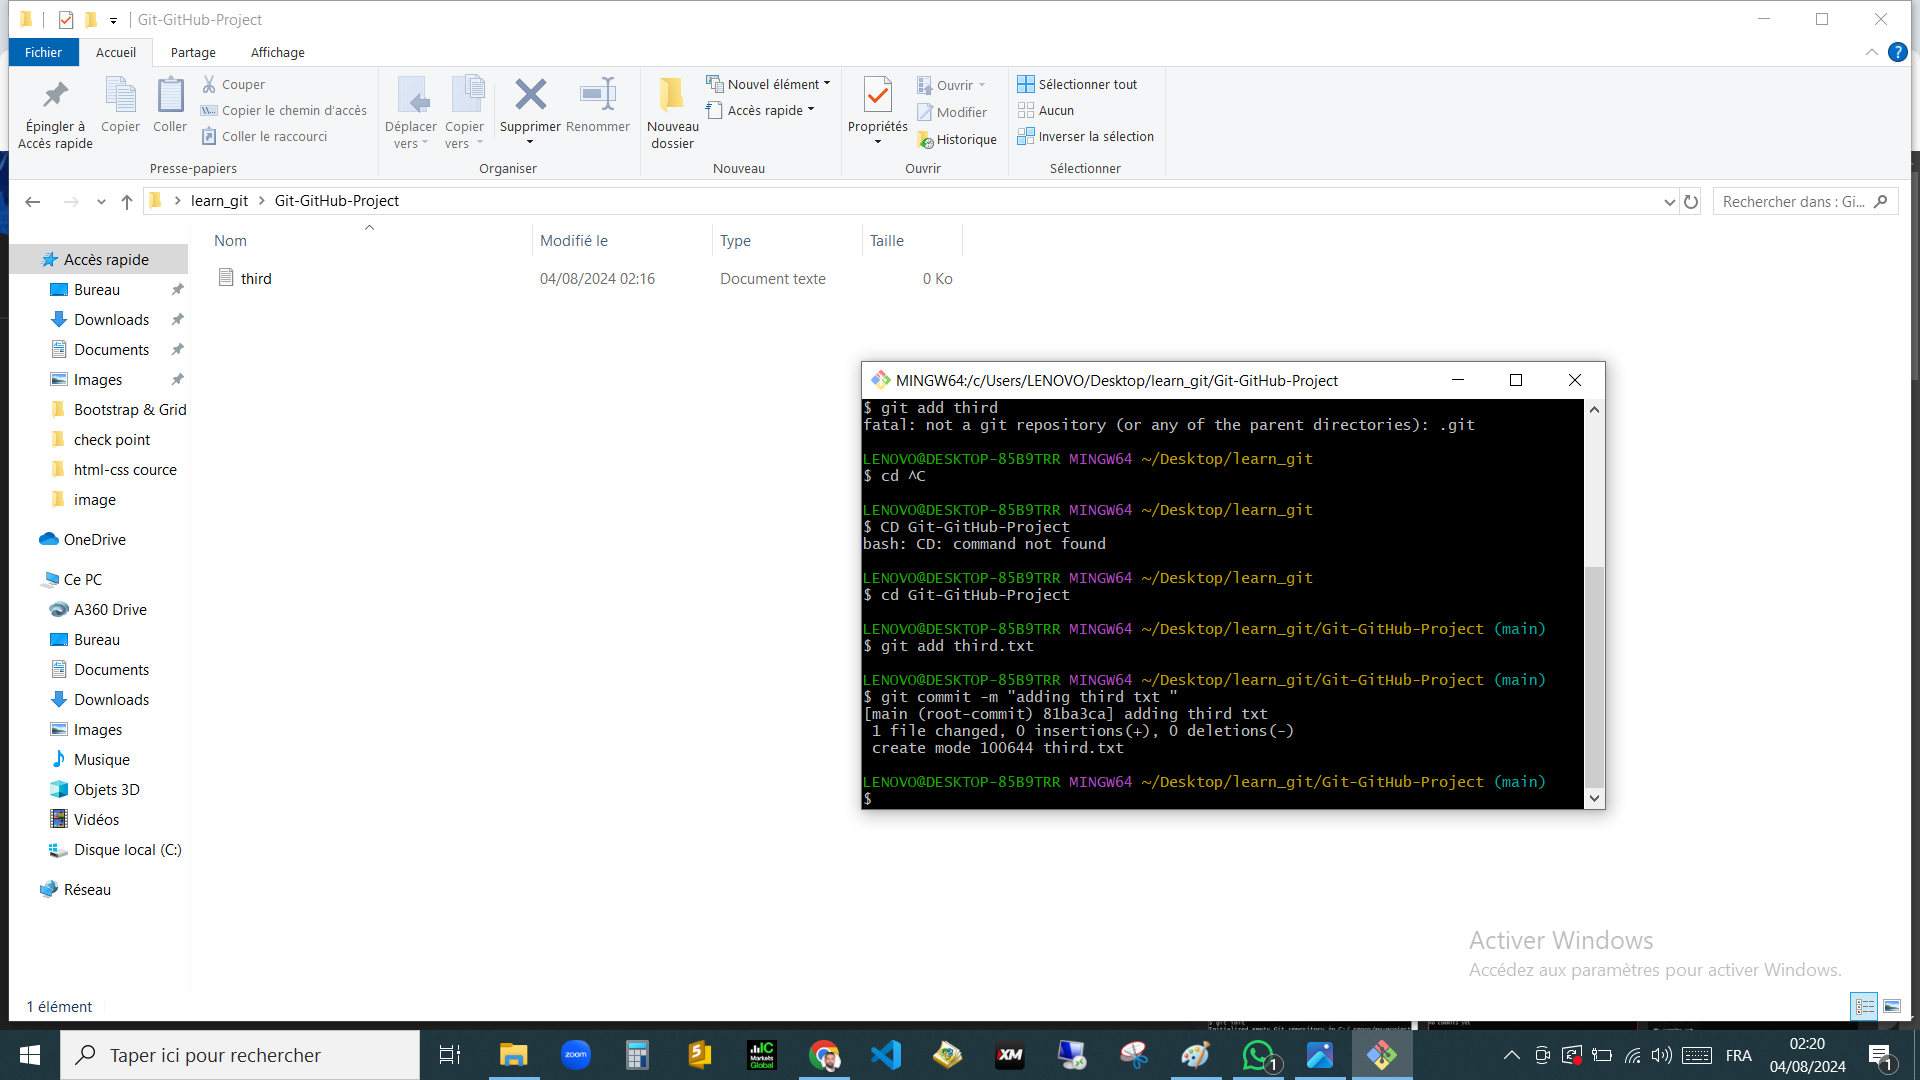 Git-GitHub-Project
Fichier
Accueil
Partage
Affichage
Épingler à
Accès rapide
Copier
Coller
Couper
Copier le chemin d'accès
Coller le raccourci
Presse-papiers
Déplacer
vers
Copier
vers
Supprimer
Renommer
Organiser
Nouveau
dossier
Nouvel élément
Accès rapide
Nouveau
Propriétés
Ouvrir
Modifier
Historique
Ouvrir
Sélectionner tout
Aucun
Inverser la sélection
Sélectionner
learn_git > Git-GitHub-Project
Rechercher dans : Gi...
Nom
Modifié le
Type
Taille
third
04/08/2024 02:16
Document texte
0 Ko
Accès rapide
Bureau
Downloads
Documents
Images
Bootstrap & Grid
check point
html-css cource
image
OneDrive
Ce PC
A360 Drive
Bureau
Documents
Downloads
Images
Musique
Objets 3D
Vidéos
Disque local (C:)
Réseau
MINGW64:/c/Users/LENOVO/Desktop/learn_git/Git-GitHub-Project
$ git add third
fatal: not a git repository (or any of the parent directories): .git
LENOVO@DESKTOP-85B9TRR MINGW64 ~/Desktop/learn_git
$ cd ^C
LENOVO@DESKTOP-85B9TRR MINGW64 ~/Desktop/learn_git
$ CD Git-GitHub-Project
bash: CD: command not found
LENOVO@DESKTOP-85B9TRR MINGW64 ~/Desktop/learn_git
$ cd Git-GitHub-Project
LENOVO@DESKTOP-85B9TRR MINGW64 ~/Desktop/learn_git/Git-GitHub-Project (main)
$ git add third.txt
LENOVO@DESKTOP-85B9TRR MINGW64 ~/Desktop/learn_git/Git-GitHub-Project (main)
$ git commit -m "adding third txt "
[main (root-commit) 81ba3ca] adding third txt
1 file changed, 0 insertions(+), 0 deletions(-)
create mode 100644 third.txt
LENOVO@DESKTOP-85B9TRR MINGW64 ~/Desktop/learn_git/Git-GitHub-Project (main)
$
Activer Windows
Accédez aux paramètres pour activer Windows.
1 élément
Taper ici pour rechercher
zoom
5
IC
Markets
Global
XM
1
FRA
02:20
04/08/2024
1